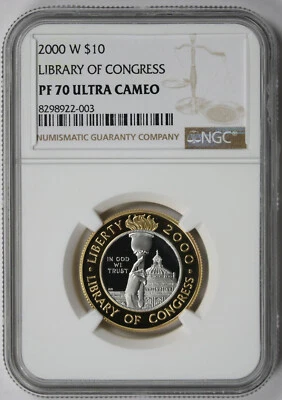 2000 W $10
LIBRARY OF CONGRESS
PF 70 ULTRA CAMEO
8298922-003
NUMISMATIC GUARANTY COMPANY
NGC
LIBERTY 2000
IN GOD
WE
TRUST
LIBRARY OF CONGRESS